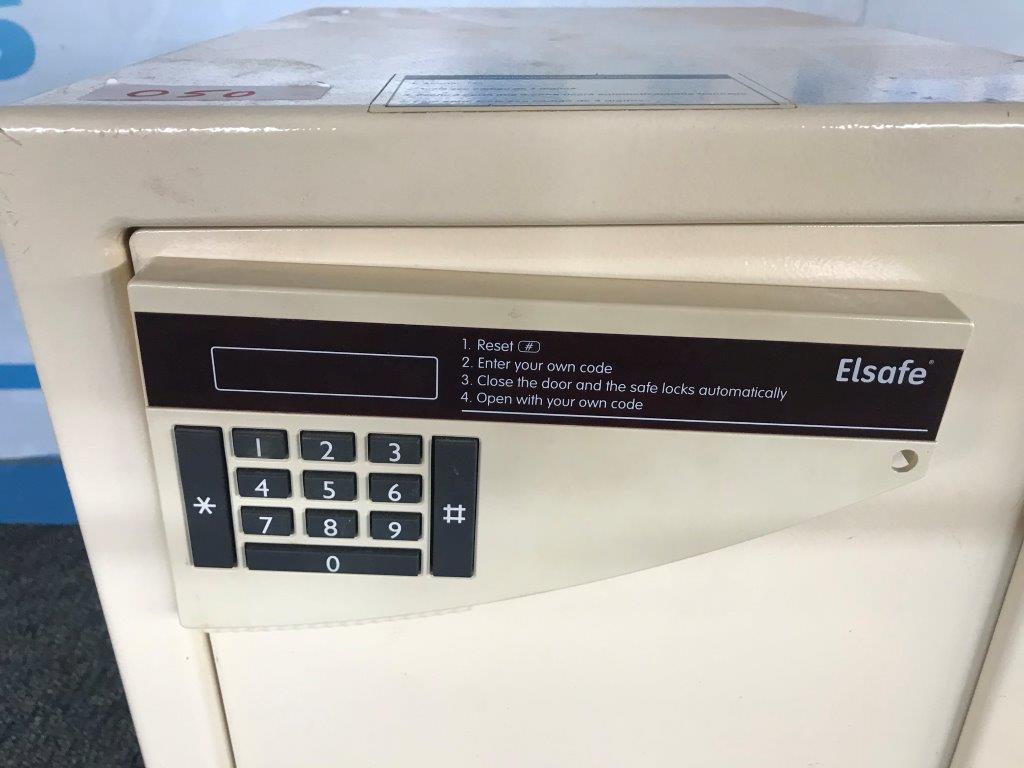 050
1. Reset #
2. Enter your own code
3. Close the door and the safe locks automatically
4. Open with your own code
Elsafe®
1 2 3
4 5 6
7 8 9
* 0 #